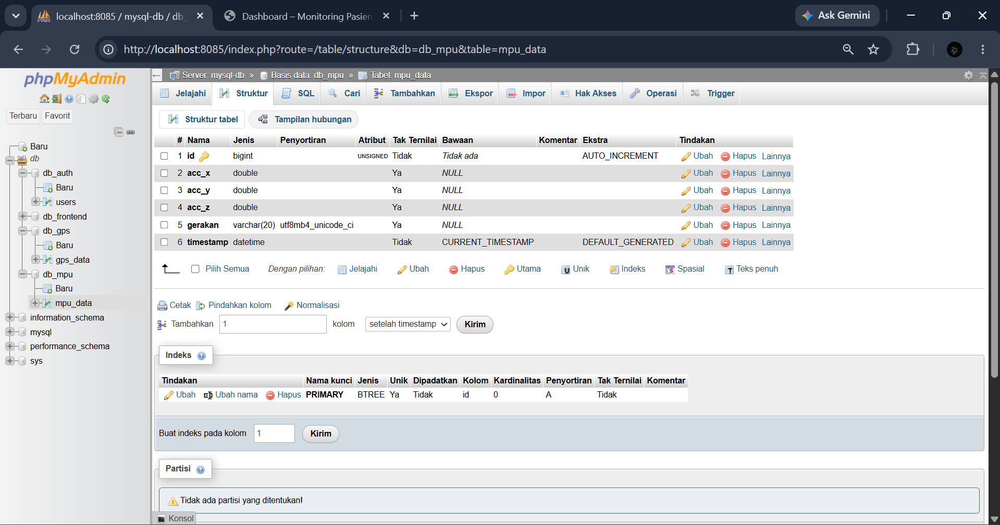 localhost:8085 / mysql-db / db_
Dashboard – Monitoring Pasien
Ask Gemini
http://localhost:8085/index.php?route=/table/structure&db=db_mpu&table=mpu_data
phpMyAdmin
Terbaru Favorit
Baru
db
db_auth
Baru
users
db_frontend
db_gps
Baru
gps_data
db_mpu
Baru
mpu_data
information_schema
mysql
performance_schema
sys
Server: mysql-db » Basis data: db_mpu » Tabel: mpu_data
Jelajahi Struktur SQL Cari Tambahkan Ekspor Impor Hak Akses Operasi Trigger
Struktur tabel Tampilan hubungan
# Nama Jenis Penyortiran Atribut Tak Ternilai Bawaan Komentar Ekstra Tindakan
1 id bigint UNSIGNED Tidak Tidak ada AUTO_INCREMENT Ubah Hapus Lainnya
2 acc_x double Ya NULL Ubah Hapus Lainnya
3 acc_y double Ya NULL Ubah Hapus Lainnya
4 acc_z double Ya NULL Ubah Hapus Lainnya
5 gerakan varchar(20) utf8mb4_unicode_ci Ya NULL Ubah Hapus Lainnya
6 timestamp datetime Tidak CURRENT_TIMESTAMP DEFAULT_GENERATED Ubah Hapus Lainnya
Pilih Semua Dengan pilihan: Jelajahi Ubah Hapus Utama Unik Indeks Spasial Teks penuh
Cetak Pindahkan kolom Normalisasi
Tambahkan 1 kolom setelah timestamp Kirim
Indeks
Tindakan Nama kunci Jenis Unik Dipadatkan Kolom Kardinalitas Penyortiran Tak Ternilai Komentar
Ubah Ubah nama Hapus PRIMARY BTREE Ya Tidak id 0 A Tidak
Buat indeks pada kolom 1 Kirim
Partisi
Tidak ada partisi yang ditentukan!
Konsol